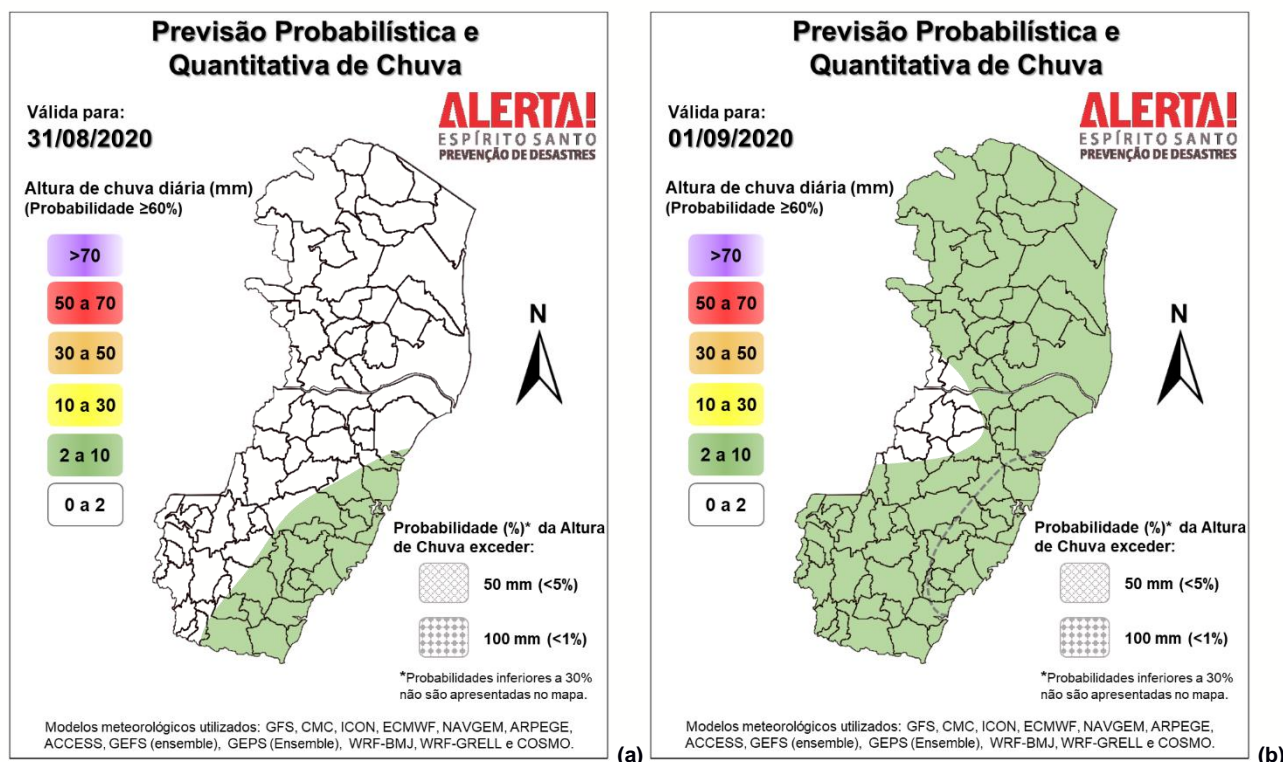 Previsão Probabilística e
Quantitativa de Chuva
Válida para:
31/08/2020
ALERTA!
ESPÍRITO SANTO
PREVENÇÃO DE DESASTRES
Altura de chuva diária (mm)
(Probabilidade ≥60%)
>70
50 a 70
30 a 50
10 a 30
2 a 10
0 a 2
N
Probabilidade (%)* da Altura
de Chuva exceder:
50 mm (<5%)
100 mm (<1%)
*Probabilidades inferiores a 30%
não são apresentadas no mapa.
Modelos meteorológicos utilizados: GFS, CMC, ICON, ECMWF, NAVGEM, ARPEGE,
ACCESS, GEFS (ensemble), GEPS (Ensemble), WRF-BMJ, WRF-GRELL e COSMO.
(a)
Previsão Probabilística e
Quantitativa de Chuva
Válida para:
01/09/2020
ALERTA!
ESPÍRITO SANTO
PREVENÇÃO DE DESASTRES
Altura de chuva diária (mm)
(Probabilidade ≥60%)
>70
50 a 70
30 a 50
10 a 30
2 a 10
0 a 2
N
Probabilidade (%)* da Altura
de Chuva exceder:
50 mm (<5%)
100 mm (<1%)
*Probabilidades inferiores a 30%
não são apresentadas no mapa.
Modelos meteorológicos utilizados: GFS, CMC, ICON, ECMWF, NAVGEM, ARPEGE,
ACCESS, GEFS (ensemble), GEPS (Ensemble), WRF-BMJ, WRF-GRELL e COSMO.
(b)